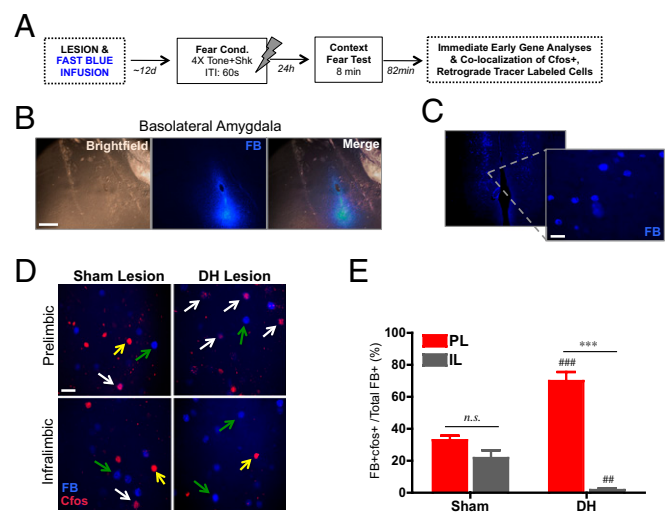 A
LESION &
FAST BLUE
INFUSION
~12d
Fear Cond.
4X Tone+Shk
ITI: 60s
24h
Context
Fear Test
8 min
82min
Immediate Early Gene Analyses
& Co-localization of Cfos+,
Retrograde Tracer Labeled Cells
B
Basolateral Amygdala
Brightfield
FB
Merge
C
FB
D
Sham Lesion
DH Lesion
Prelimbic
Infralimbic
FB
Cfos
E
PL
IL
FB+cfos+ /Total FB+ (%)
100
80
60
40
20
0
n.s.
***
###
##
Sham
DH